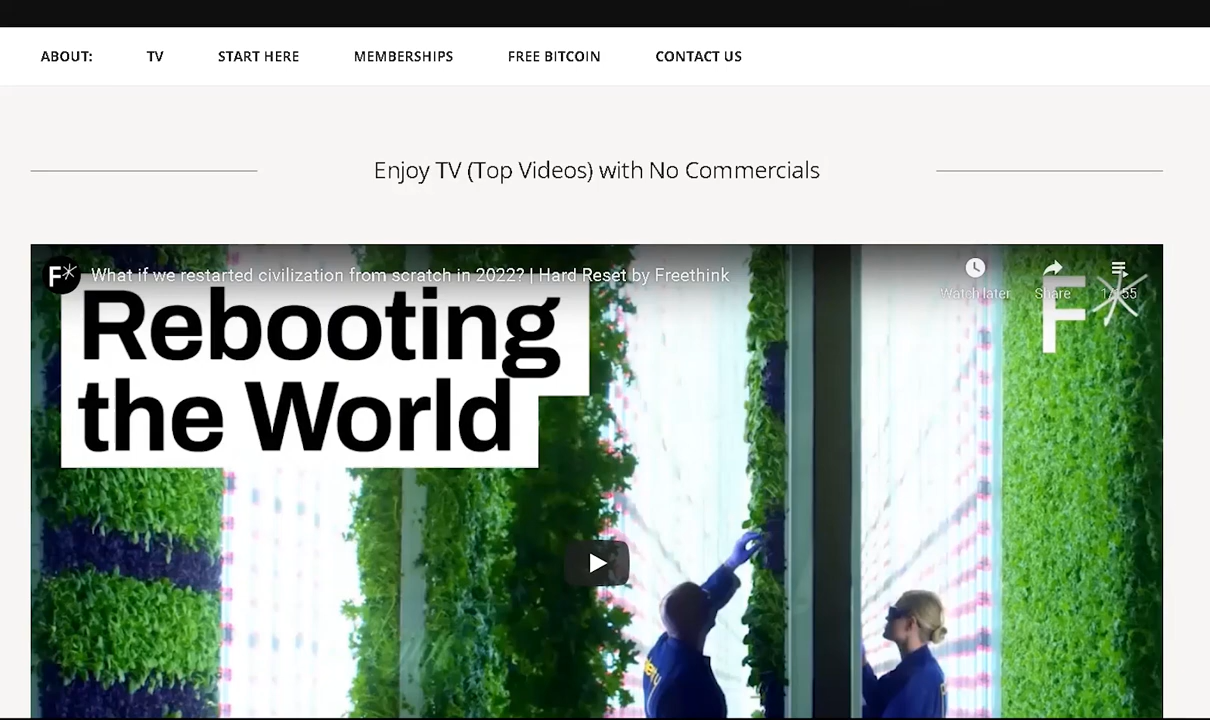 ABOUT: TV START HERE MEMBERSHIPS FREE BITCOIN CONTACT US
Enjoy TV (Top Videos) with No Commercials
F* What if we restarted civilization from scratch in 2022? | Hard Reset by Freethink
Watch later Share
F*
Rebooting
the World